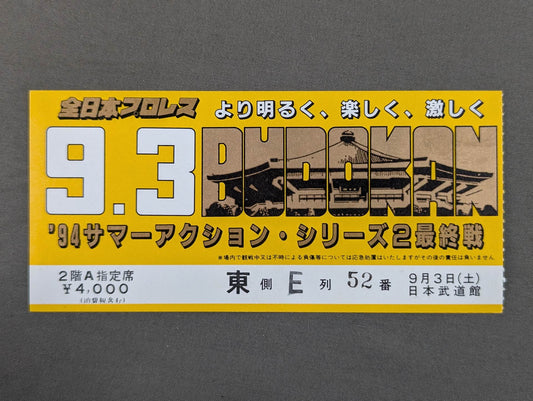 全日本プロレス より明るく、楽しく、激しく
9.3 BUDOKAN
'94サマーアクション・シリーズ2最終戦
※場内で観戦中又は不時による負傷等については応急処置はいたしますがその後の責任は負いません
2階A指定席
¥4,000
東 側 E 列 52 番
9月3日(土)
日本武道館